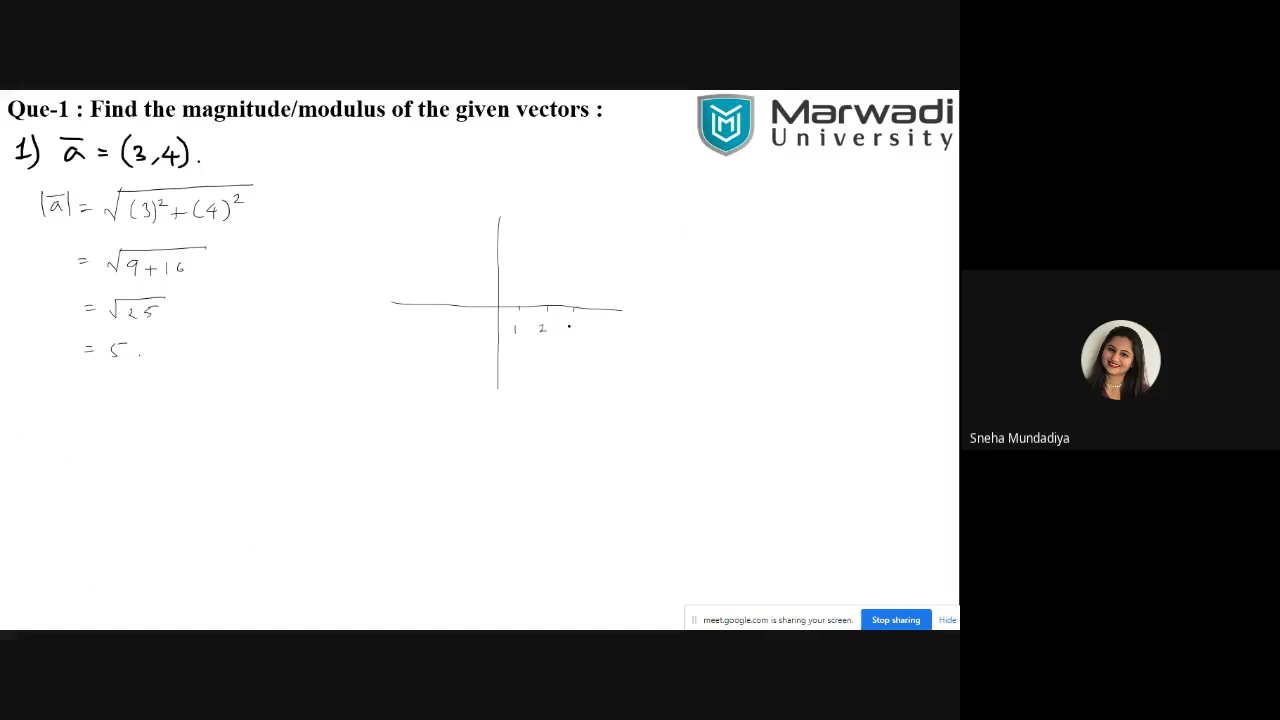 Que-1 : Find the magnitude/modulus of the given vectors :
Marwadi
University
1) a̅ = (3,4).
|a̅| = √(3)² + (4)²
= √9+16
= √25
= 5.
1 2
Sneha Mundadiya
meet.google.com is sharing your screen. Stop sharing Hide